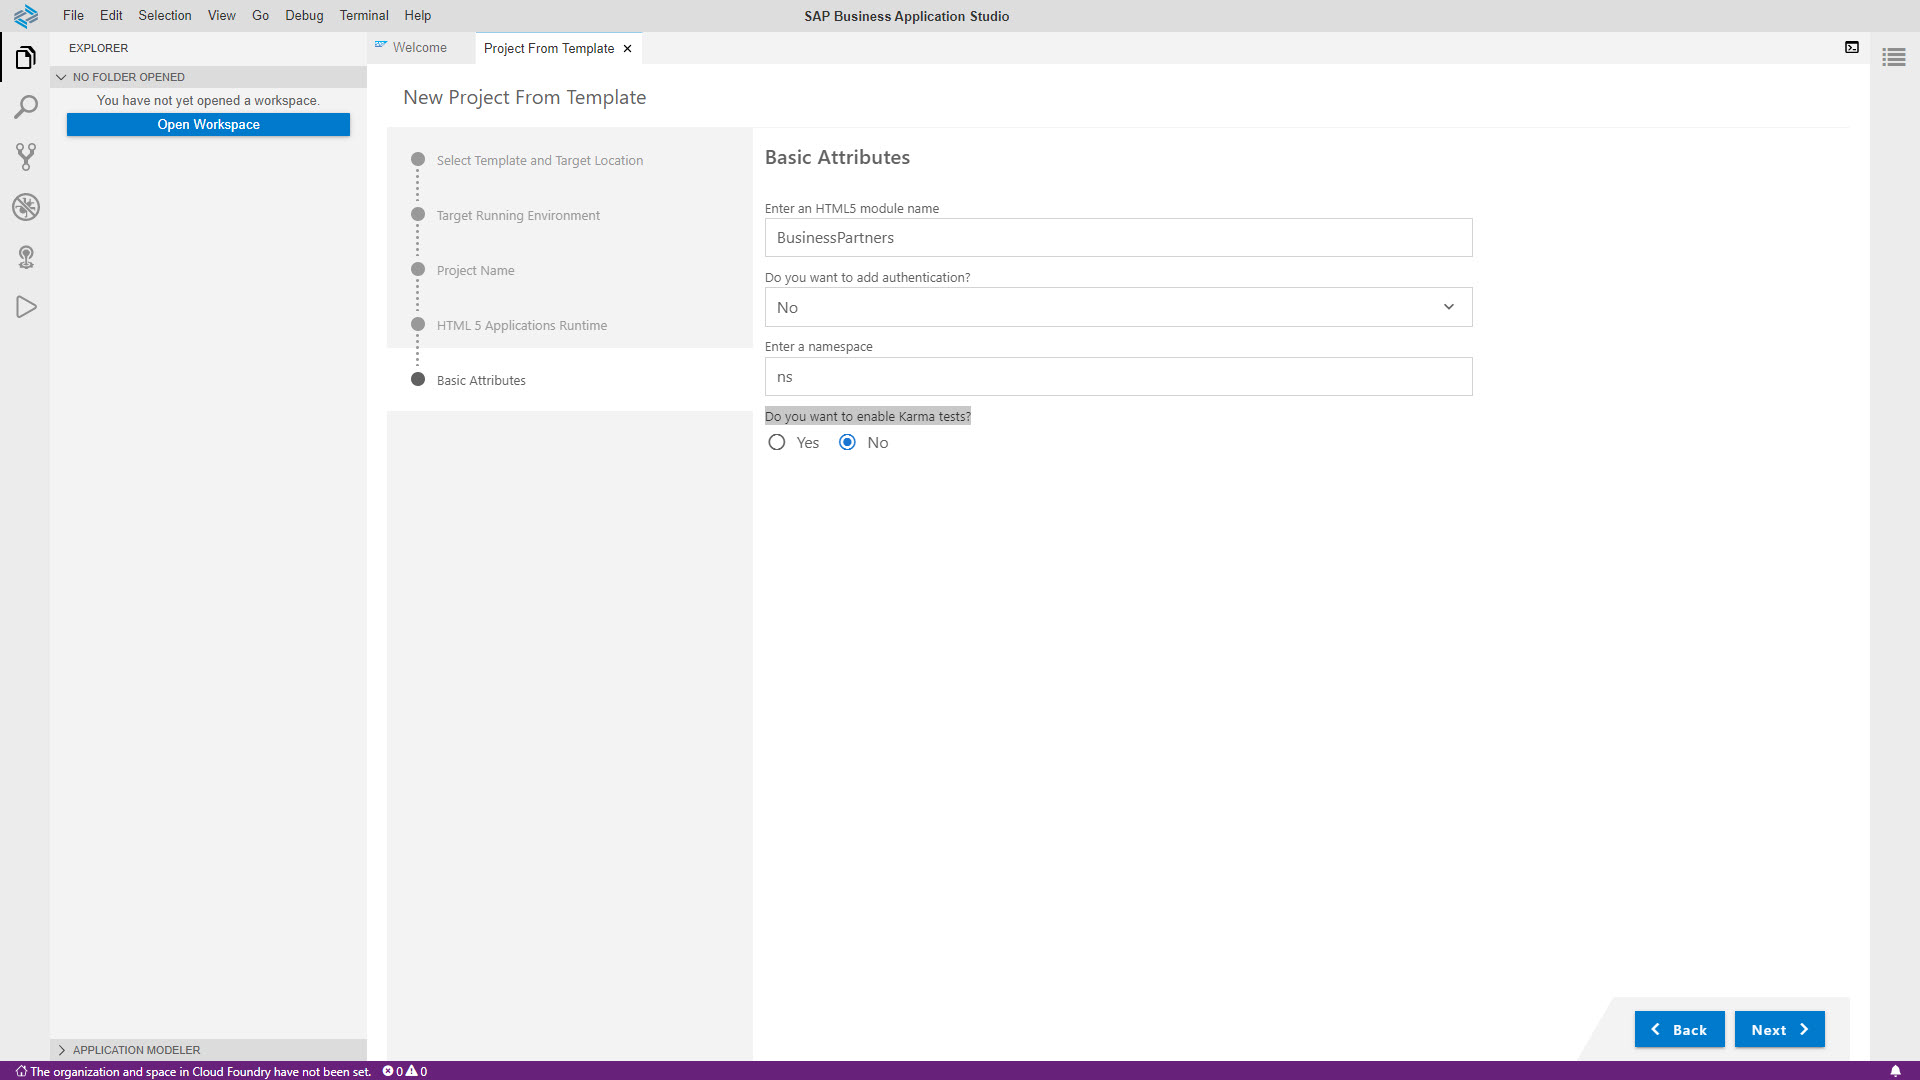 File Edit Selection View Go Debug Terminal Help
SAP Business Application Studio
EXPLORER
NO FOLDER OPENED
You have not yet opened a workspace.
Open Workspace
Welcome
Project From Template
New Project From Template
Select Template and Target Location
Target Running Environment
Project Name
HTML 5 Applications Runtime
Basic Attributes
Basic Attributes
Enter an HTML5 module name
BusinessPartners
Do you want to add authentication?
No
Enter a namespace
ns
Do you want to enable Karma tests?
Yes No
Back Next
APPLICATION MODELER
The organization and space in Cloud Foundry have not been set. 0 0